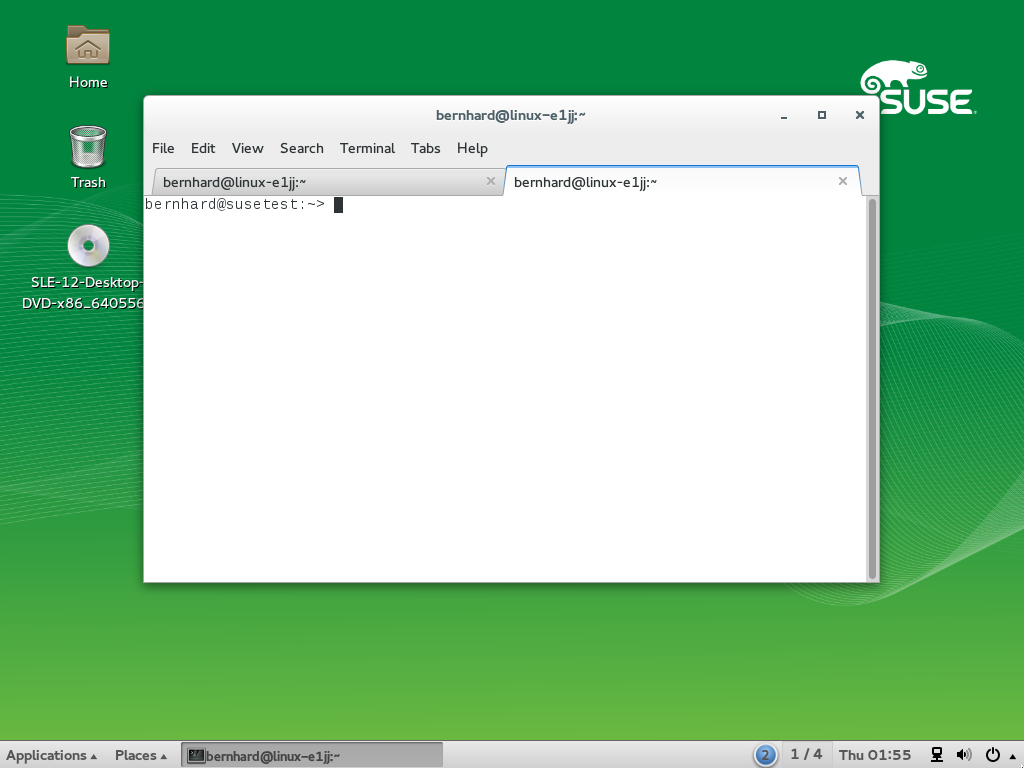 Home
SUSE
bernhard@linux-e1jj:~
File Edit View Search Terminal Tabs Help
Trash
bernhard@linux-e1jj:~ bernhard@linux-e1jj:~
bernhard@susetest:~>
SLE-12-Desktop-
DVD-x86_640556
Applications Places bernhard@linux-e1jj:~ 2 1 / 4 Thu 01:55